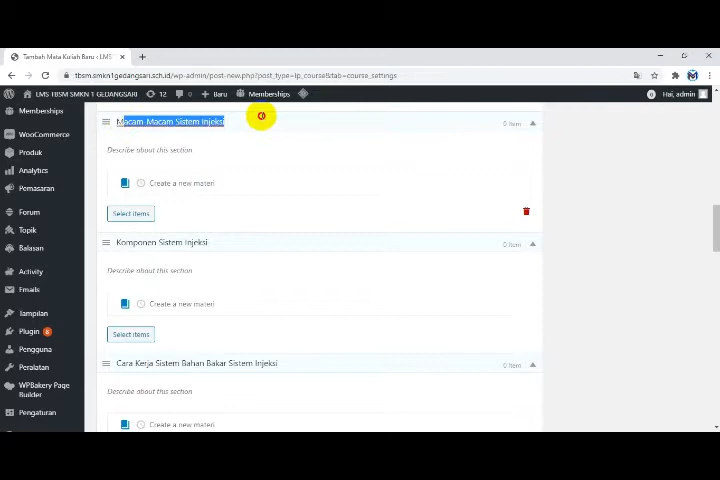 Tambah Mata Kuliah Baru ‹ LMS
tbsm.smkn1gedangsari.sch.id/wp-admin/post-new.php?post_type=lp_course&tab=course_settings
LMS TBSM SMKN 1 GEDANGSARI
12
0
Baru
Memberships
0
Hai, admin
Memberships
WooCommerce
Produk
Analytics
Pemasaran
Forum
Topik
Balasan
Activity
Emails
Tampilan
Plugin 8
Pengguna
Peralatan
WPBakery Page
Builder
Pengaturan
Macam-Macam Sistem Injeksi
0 Item
Describe about this section
Create a new materi
Select items
Komponen Sistem Injeksi
0 Item
Describe about this section
Create a new materi
Select items
Cara Kerja Sistem Bahan Bakar Sistem Injeksi
0 Item
Describe about this section
Create a new materi